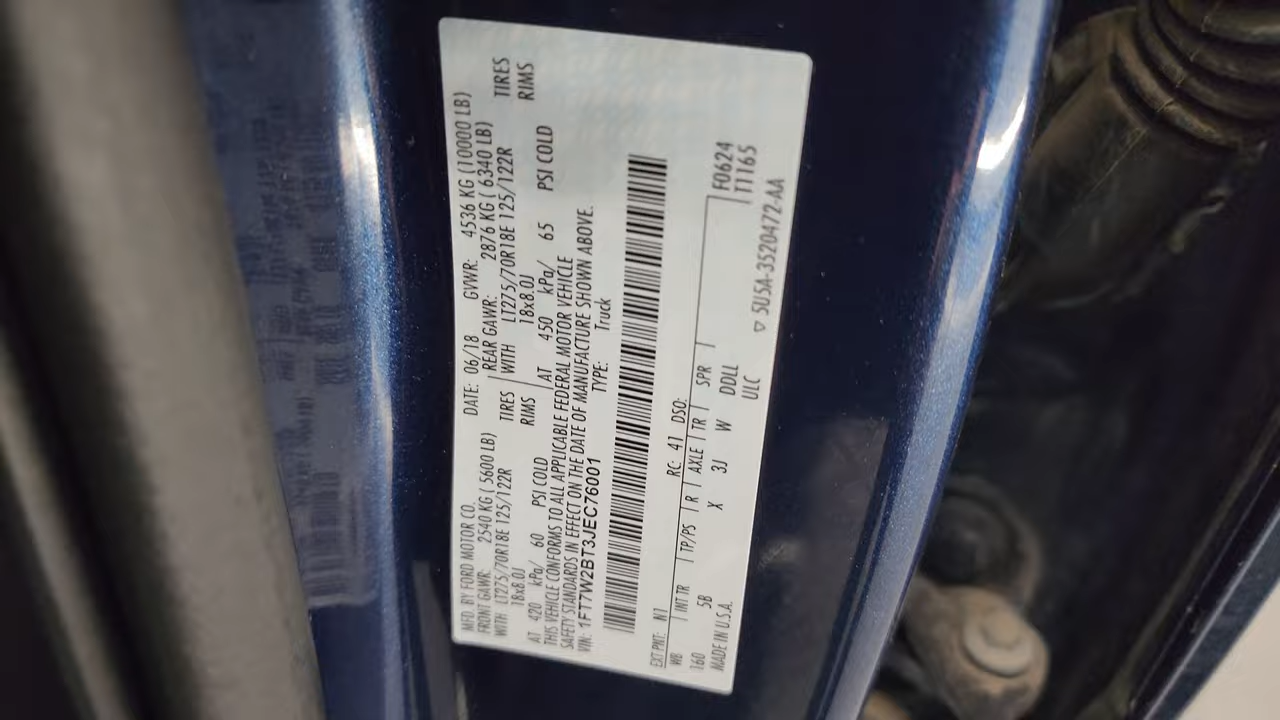 MFD. BY FORD MOTOR CO.
DATE: 06/18 GVWR: 4536 KG (10000 LB)
FRONT GAWR: 2540 KG ( 5600 LB) REAR GAWR: 2876 KG ( 6340 LB)
WITH LT275/70R18E 125/122R TIRES WITH LT275/70R18E 125/122R TIRES
18x8.0J RIMS 18x8.0J RIMS
AT 420 kPa/ 60 PSI COLD AT 450 kPa/ 65 PSI COLD
THIS VEHICLE CONFORMS TO ALL APPLICABLE FEDERAL MOTOR VEHICLE
SAFETY STANDARDS IN EFFECT ON THE DATE OF MANUFACTURE SHOWN ABOVE.
VIN: 1FT7W2BT3JEC76001 TYPE: Truck
EXT PNT: N1 RC: 41 DSO:
WB INT TR TP/PS R AXLE TR SPR F0624
160 5B X 3J W DDLL T1165
MADE IN U.S.A. ULC
▽ 5U5A-3520472-AA